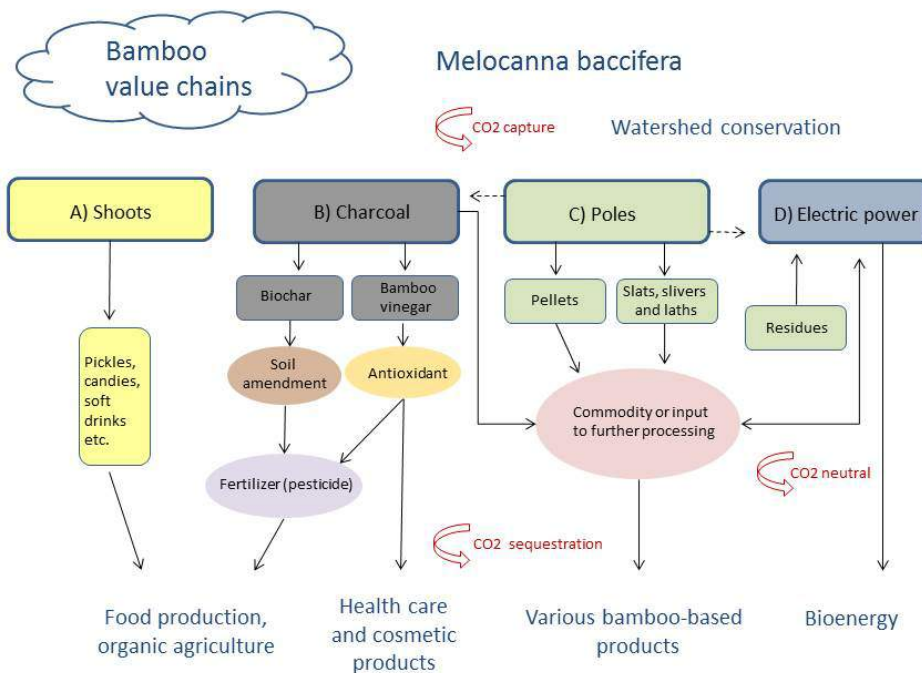 Bamboo
value chains
Melocanna baccifera
CO2 capture
Watershed conservation
A) Shoots
B) Charcoal
C) Poles
D) Electric power
Biochar
Bamboo
vinegar
Pellets
Slats, slivers
and laths
Residues
Pickles,
candies,
soft
drinks
etc.
Soil
amendment
Antioxidant
Commodity or input
to further processing
Fertilizer (pesticide)
CO2 neutral
CO2 sequestration
Food production,
organic agriculture
Health care
and cosmetic
products
Various bamboo-based
products
Bioenergy